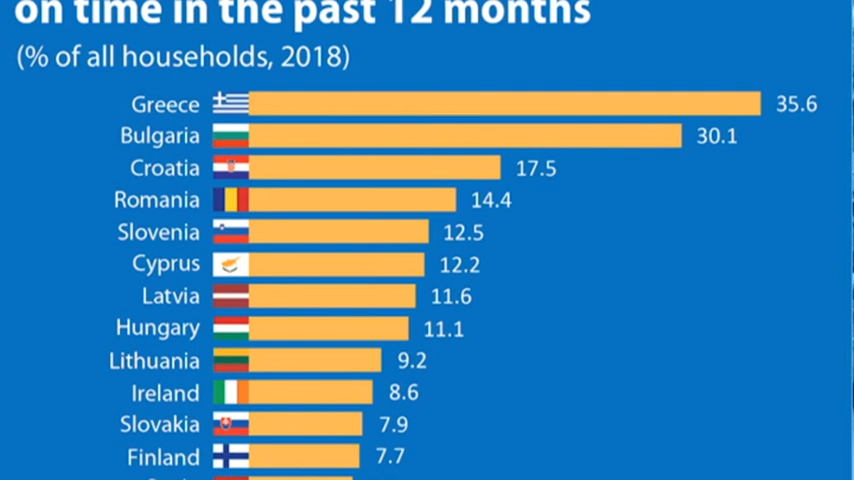 on time in the past 12 months
(% of all households, 2018)
Greece 35.6
Bulgaria 30.1
Croatia 17.5
Romania 14.4
Slovenia 12.5
Cyprus 12.2
Latvia 11.6
Hungary 11.1
Lithuania 9.2
Ireland 8.6
Slovakia 7.9
Finland 7.7